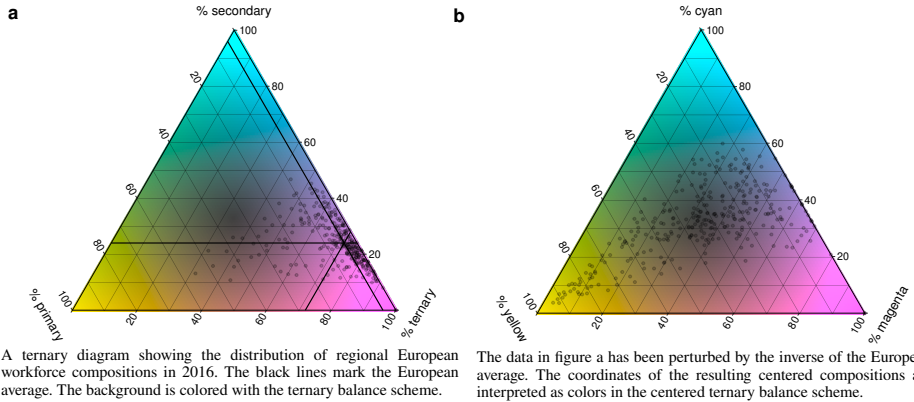 a
% secondary
100
80
60
40
20
20
40
60
80
100
% primary
20
40
60
80
100
% ternary
A ternary diagram showing the distribution of regional European
workforce compositions in 2016. The black lines mark the European
average. The background is colored with the ternary balance scheme.
b
% cyan
100
80
60
40
20
20
40
60
80
100
% yellow
20
40
60
80
100
% magenta
The data in figure a has been perturbed by the inverse of the Europe
average. The coordinates of the resulting centered compositions a
interpreted as colors in the centered ternary balance scheme.